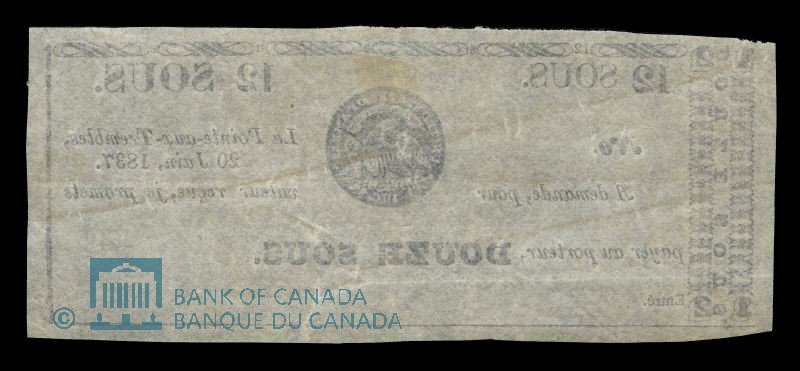 12 SOUS. 12 SOUS.
No. La Pointe-aux-Trembles,
20 Juin, 1837.
A demande, pour valeur reçue, je promets
payer au porteur, DOUZE SOUS.
Entré.
© BANK OF CANADA
BANQUE DU CANADA